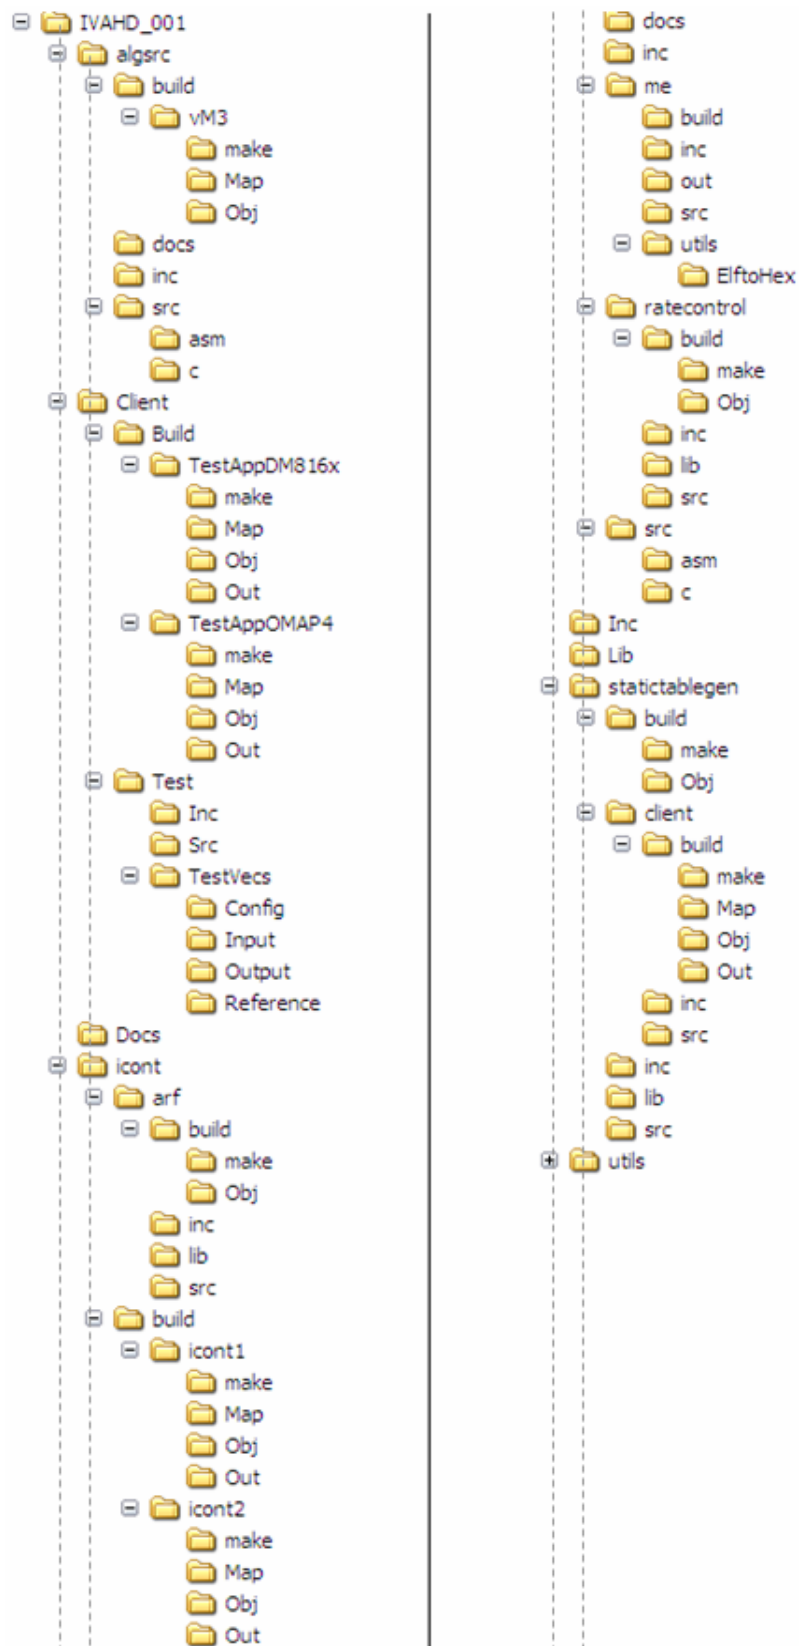 IVAHD_001
algsrc
build
vM3
make
Map
Obj
docs
inc
src
asm
c
Client
Build
TestAppDM816x
make
Map
Obj
Out
TestAppOMAP4
make
Map
Obj
Out
Test
Inc
Src
TestVecs
Config
Input
Output
Reference
Docs
icont
arf
build
make
Obj
inc
lib
src
build
icont1
make
Map
Obj
Out
icont2
make
Map
Obj
Out
docs
inc
me
build
inc
out
src
utils
ElftoHex
ratecontrol
build
make
Obj
inc
lib
src
src
asm
c
Inc
Lib
statictablegen
build
make
Obj
client
build
make
Map
Obj
Out
inc
src
inc
lib
src
utils